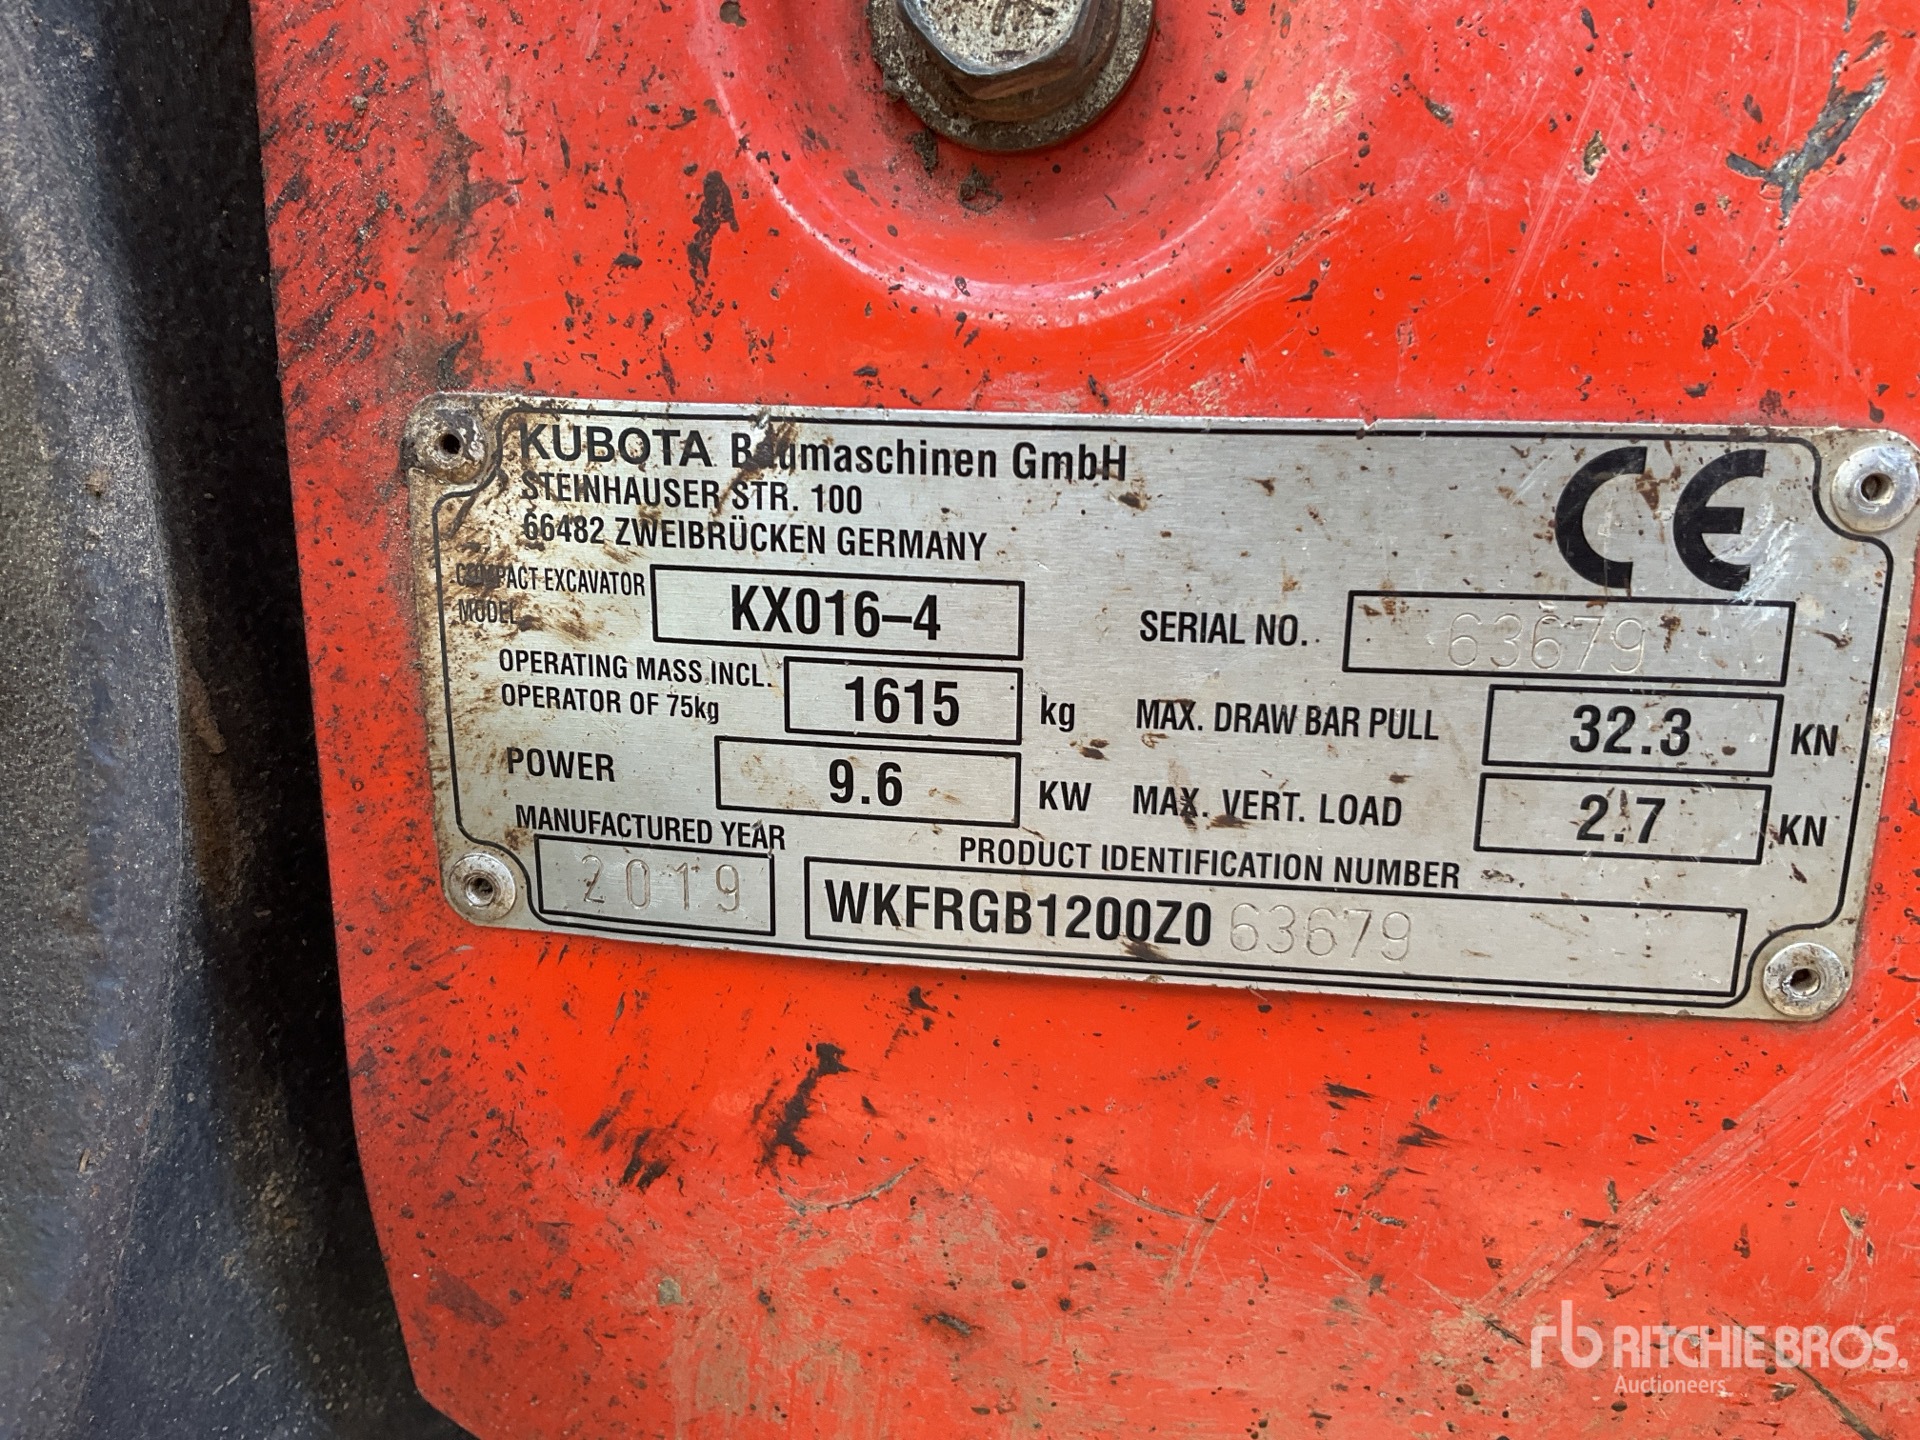 KUBOTA Baumaschinen GmbH
STEINHAUSER STR. 100
66482 ZWEIBRÜCKEN GERMANY
CE
COMPACT EXCAVATOR
MODEL
KX016-4
SERIAL NO.
63679
OPERATING MASS INCL.
OPERATOR OF 75kg
1615 kg
MAX. DRAW BAR PULL 32.3 KN
POWER 9.6 KW
MAX. VERT. LOAD 2.7 KN
MANUFACTURED YEAR
2019
PRODUCT IDENTIFICATION NUMBER
WKFRGB1200Z063679
rb RITCHIE BROS.
Auctioneers